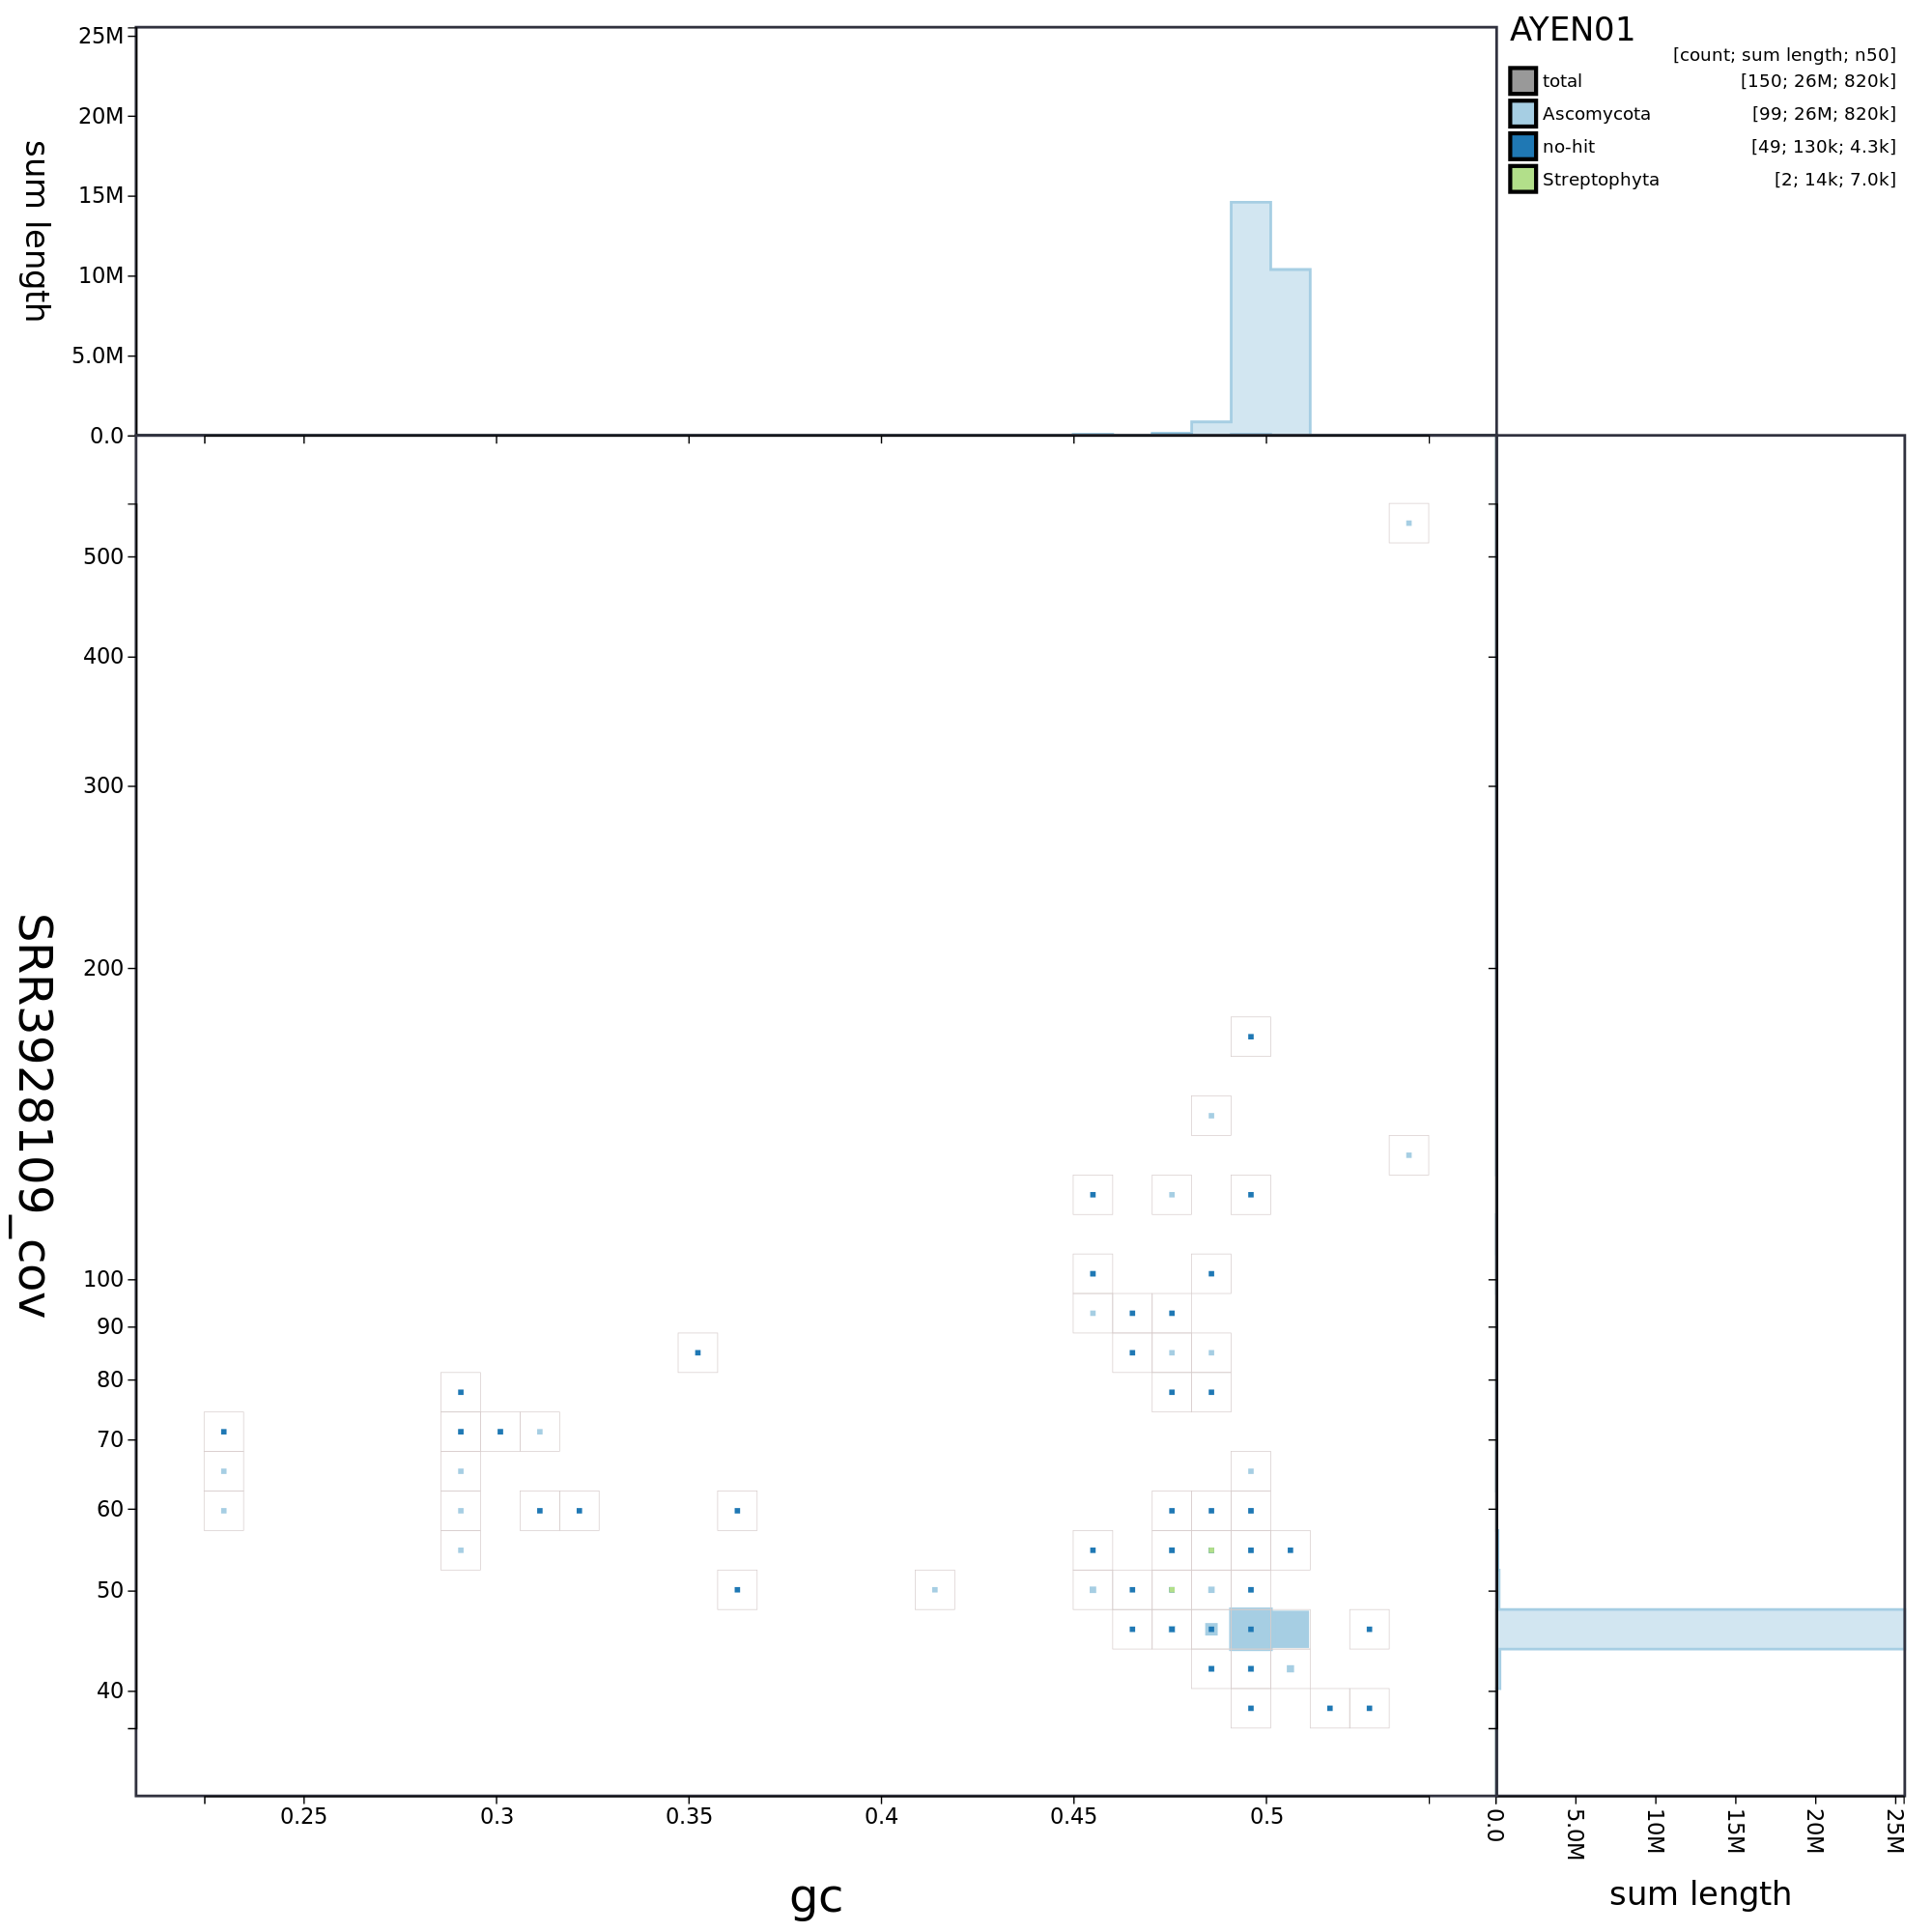 AYEN01
[count; sum length; n50]
total [150; 26M; 820k]
Ascomycota [99; 26M; 820k]
no-hit [49; 130k; 4.3k]
Streptophyta [2; 14k; 7.0k]
sum length
25M
20M
15M
10M
5.0M
0.0
SRR3928109_cov
500
400
300
200
100
90
80
70
60
50
40
0.25 0.3 0.35 0.4 0.45 0.5
gc
0.0 5.0M 10M 15M 20M 25M
sum length